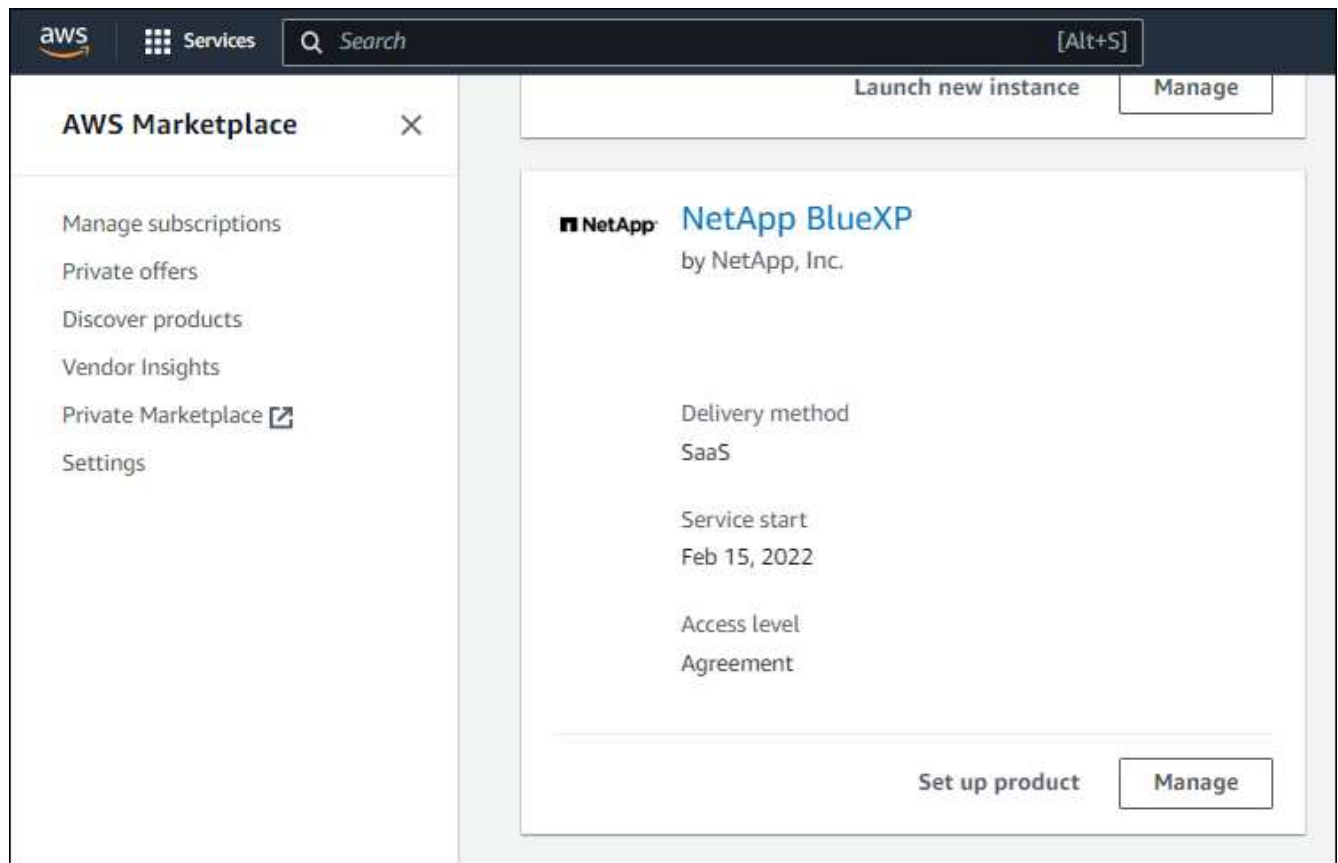 aws
Services
Search
[Alt+S]
AWS Marketplace
Manage subscriptions
Private offers
Discover products
Vendor Insights
Private Marketplace
Settings
Launch new instance
Manage
NetApp
NetApp BlueXP
by NetApp, Inc.
Delivery method
SaaS
Service start
Feb 15, 2022
Access level
Agreement
Set up product
Manage